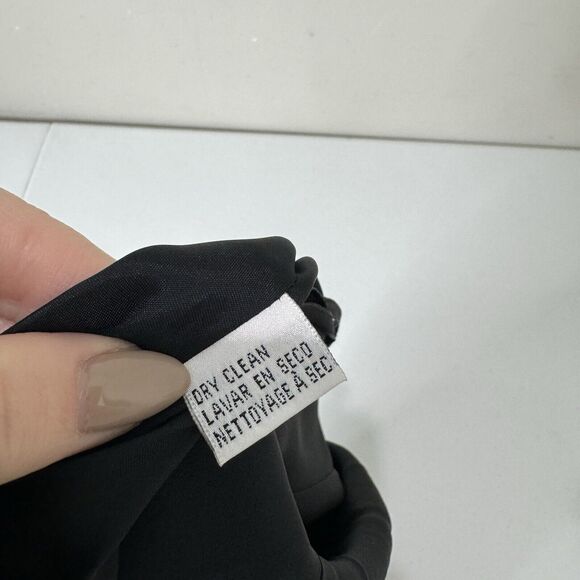 DRY CLEAN
LAVAR EN SECO
NETTOYAGE À SEC